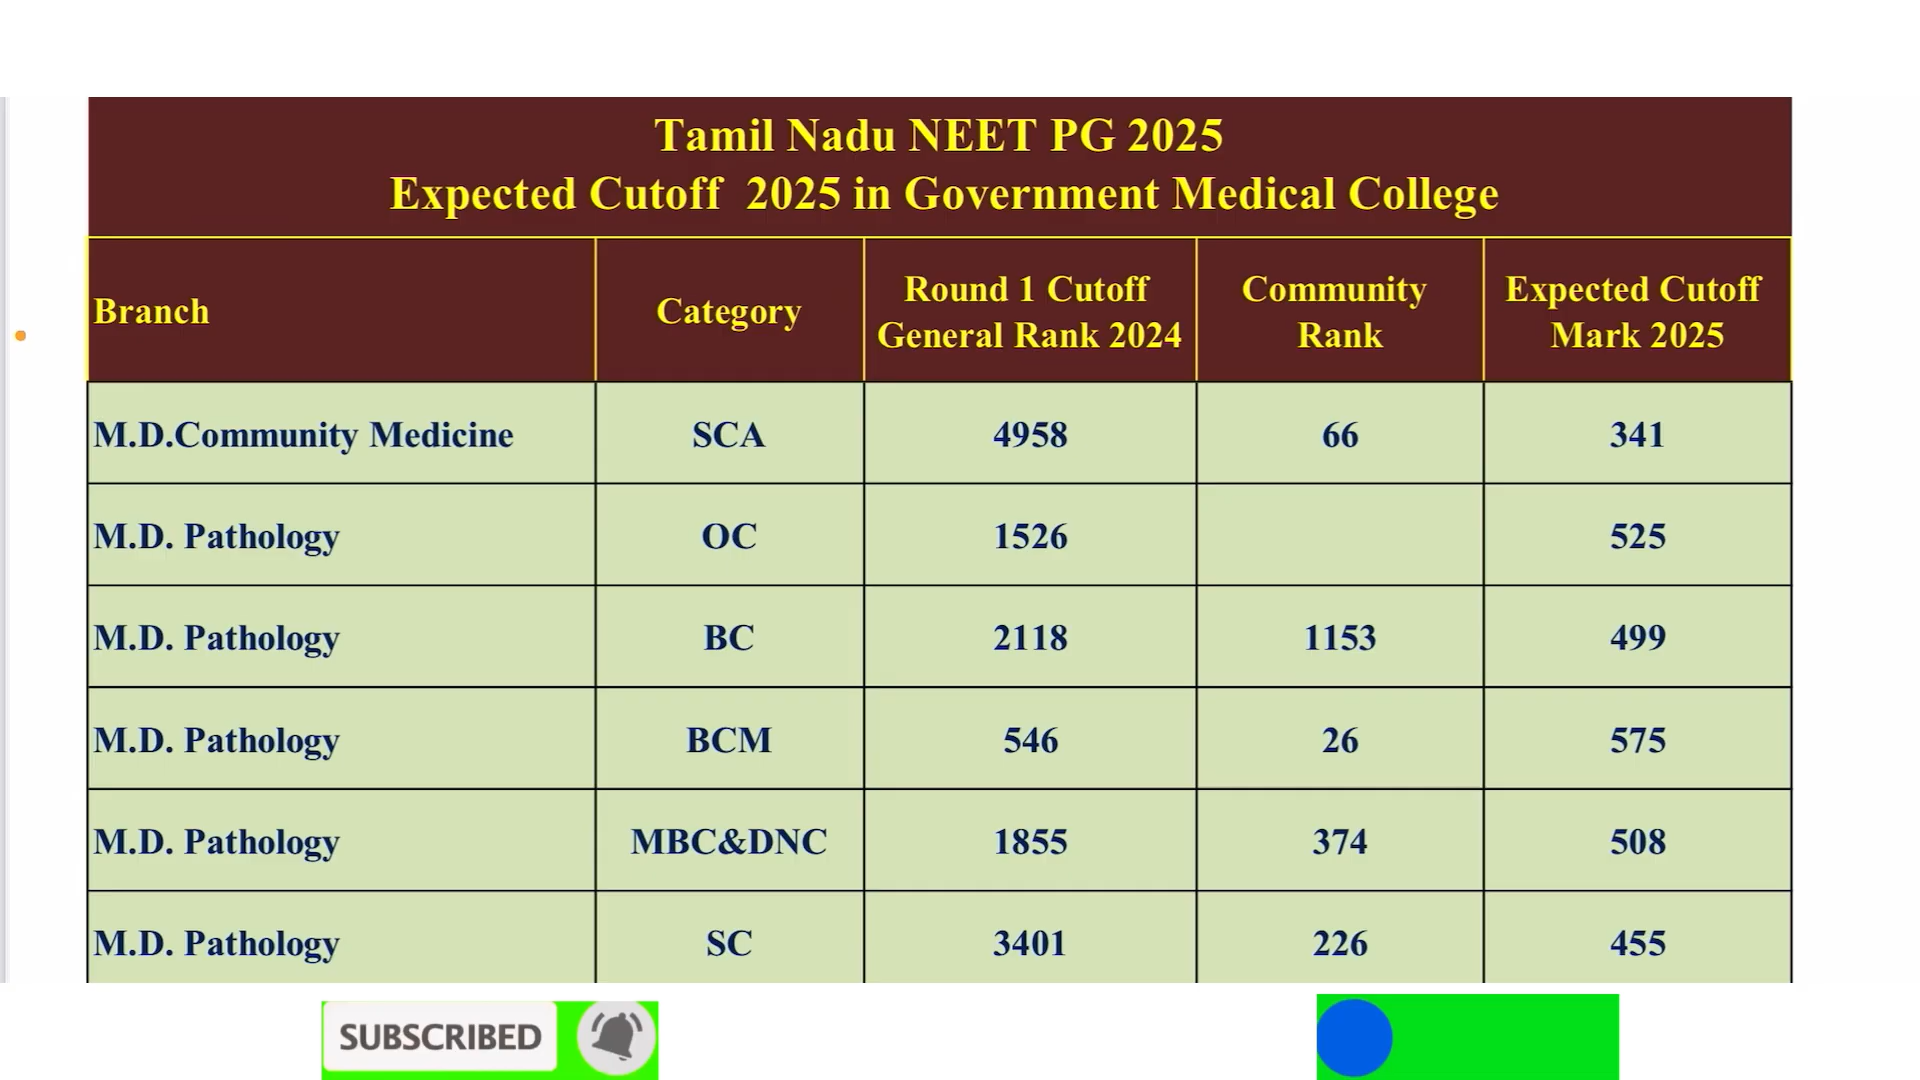 Tamil Nadu NEET PG 2025
Expected Cutoff 2025 in Government Medical College
Branch Category Round 1 Cutoff General Rank 2024 Community Rank Expected Cutoff Mark 2025
M.D.Community Medicine SCA 4958 66 341
M.D. Pathology OC 1526 525
M.D. Pathology BC 2118 1153 499
M.D. Pathology BCM 546 26 575
M.D. Pathology MBC&DNC 1855 374 508
M.D. Pathology SC 3401 226 455
SUBSCRIBED